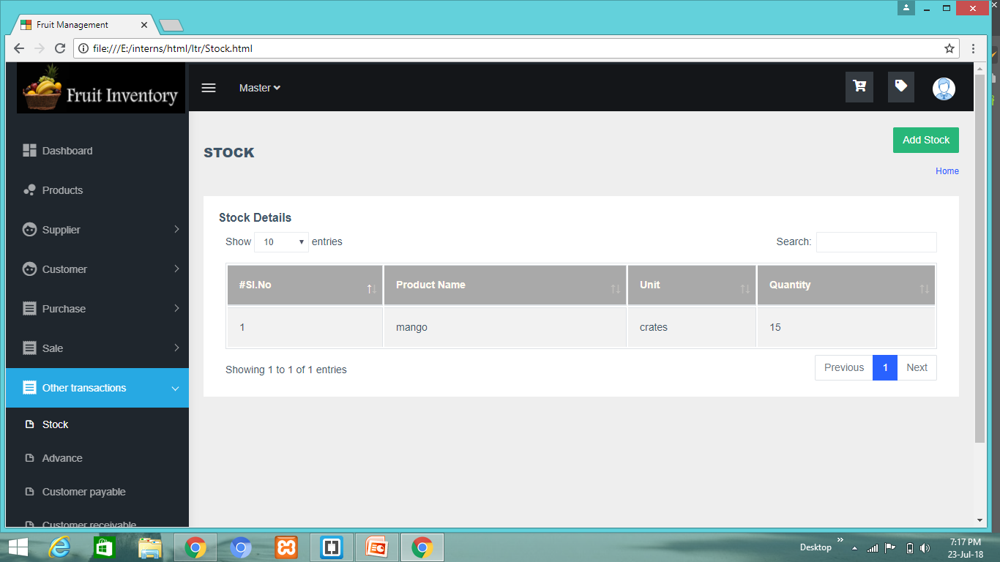 Fruit Management
file:///E:/interns/html/ltr/Stock.html
Fruit Inventory
Master
Dashboard
Products
Supplier
Customer
Purchase
Sale
Other transactions
Stock
Advance
Customer payable
Customer receivable
STOCK
Add Stock
Home
Stock Details
Show 10 entries
Search:
#Sl.No Product Name Unit Quantity
1 mango crates 15
Showing 1 to 1 of 1 entries
Previous 1 Next
Desktop
7:17 PM
23-Jul-18